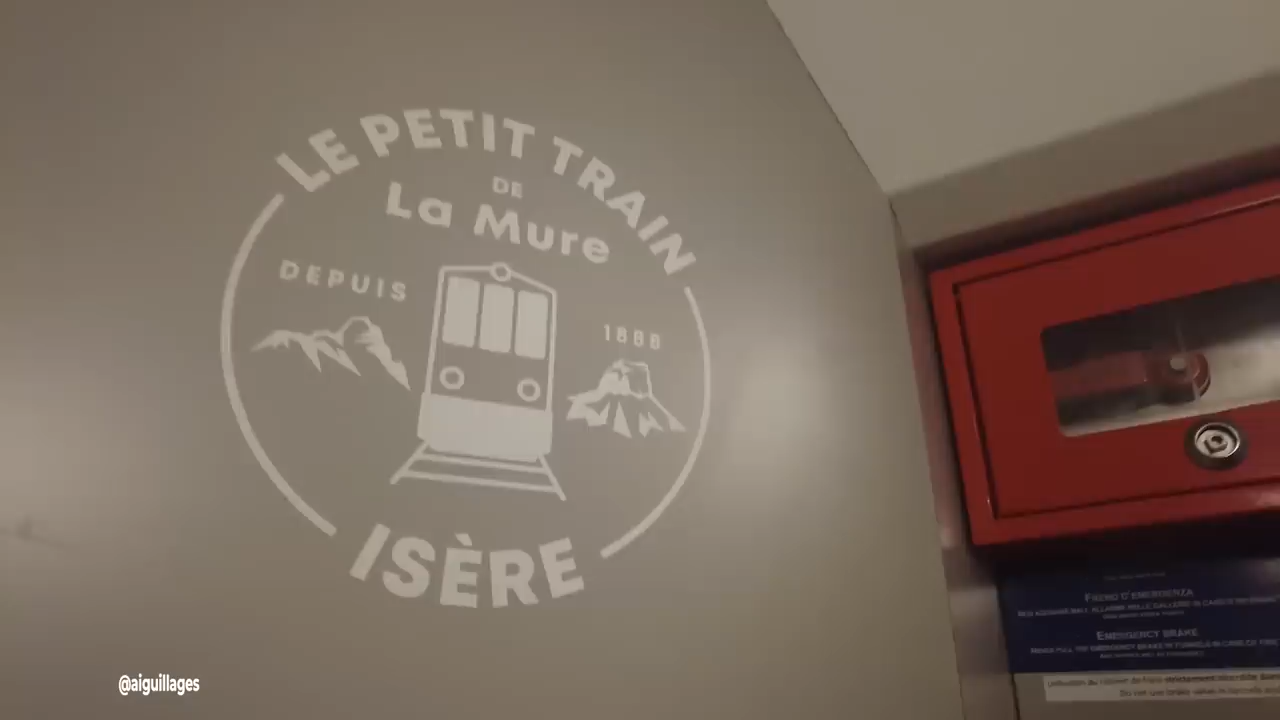 LE PETIT TRAIN
DE
La Mure
DEPUIS
1888
ISÈRE
FRENO D'EMERGENZA
EMERGENCY BRAKE
@aiguillages